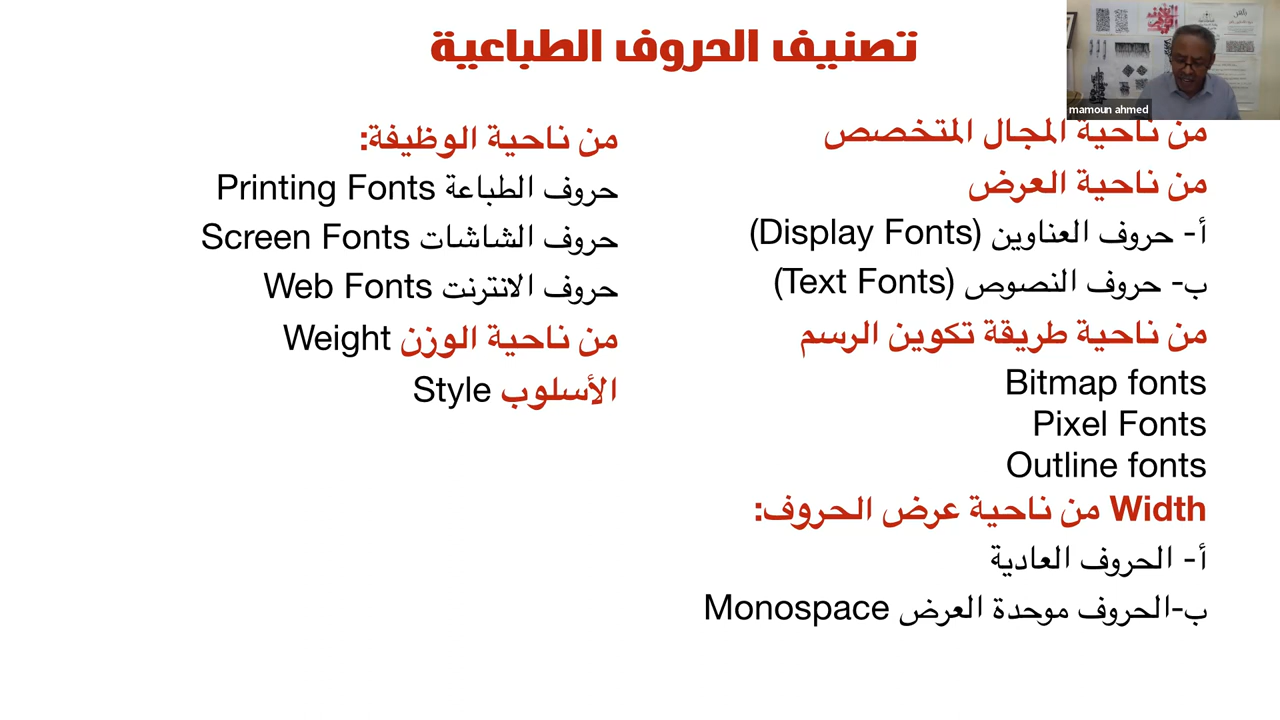 تصنيف الحروف الطباعية
mamoun ahmed
من ناحية المجال المتخصص
من ناحية العرض
أ- حروف العناوين (Display Fonts)
ب- حروف النصوص (Text Fonts)
من ناحية طريقة تكوين الرسم
Bitmap fonts
Pixel Fonts
Outline fonts
Width من ناحية عرض الحروف:
أ- الحروف العادية
ب-الحروف موحدة العرض Monospace
من ناحية الوظيفة:
حروف الطباعة Printing Fonts
حروف الشاشات Screen Fonts
حروف الانترنت Web Fonts
من ناحية الوزن Weight
الأسلوب Style